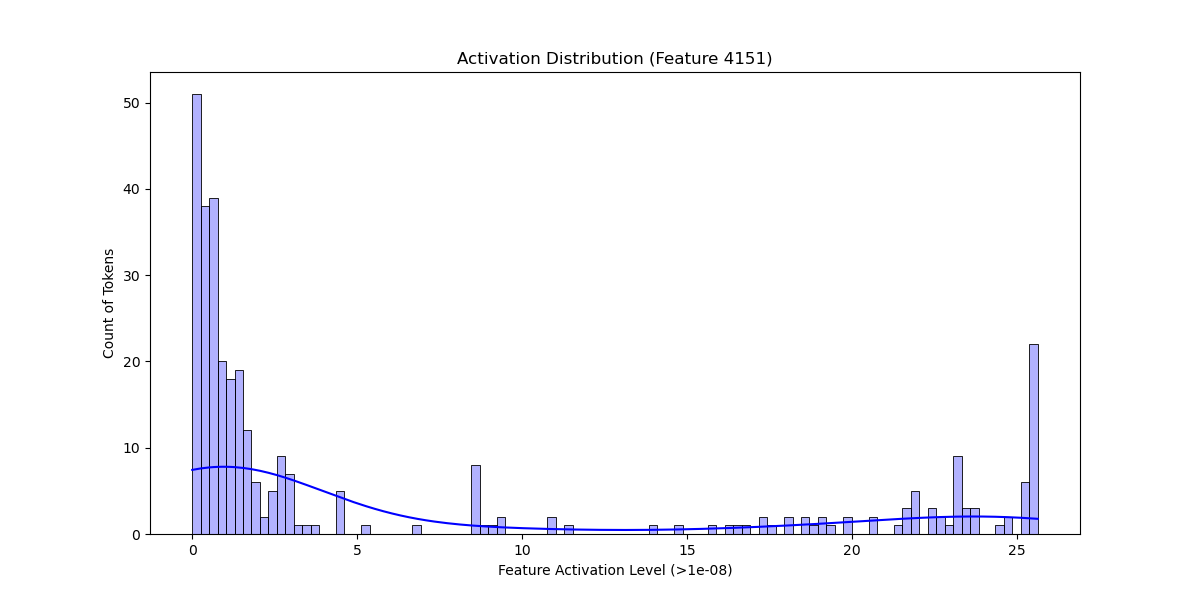 Activation Distribution (Feature 4151)
50
40
30
20
10
0
Count of Tokens
0 5 10 15 20 25
Feature Activation Level (>1e-08)